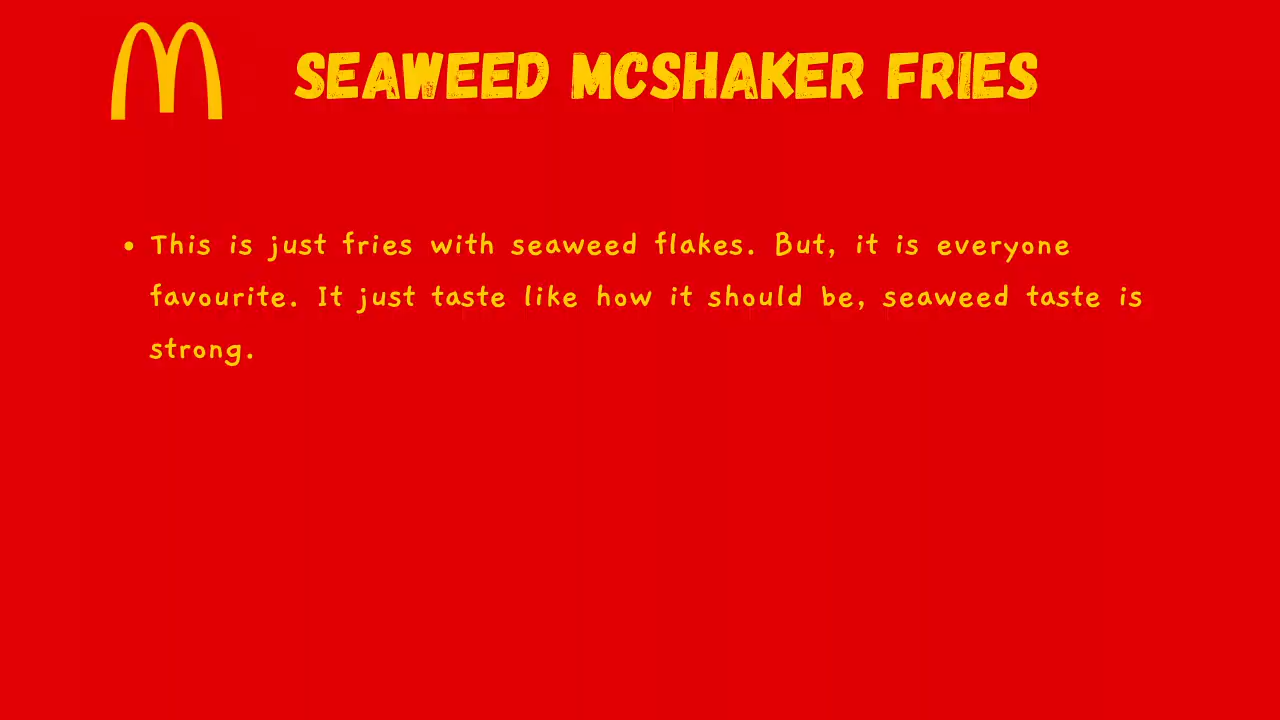 SEAWEED MCSHAKER FRIES
• This is just fries with seaweed flakes. But, it is everyone
favourite. It just taste like how it should be, seaweed taste is
strong.